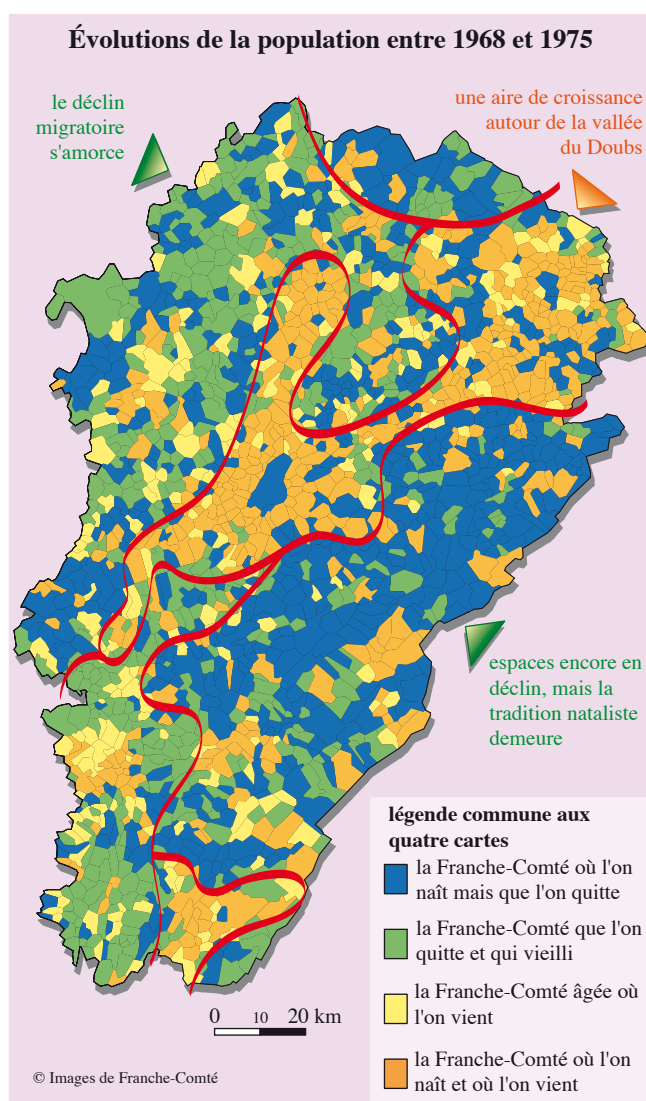 Évolutions de la population entre 1968 et 1975
le déclin
migratoire
s'amorce
une aire de croissance
autour de la vallée
du Doubs
espaces encore en
déclin, mais la
tradition nataliste
demeure
légende commune aux
quatre cartes
la Franche-Comté où l'on
naît mais que l'on quitte
la Franche-Comté que l'on
quitte et qui vieilli
la Franche-Comté âgée où
l'on vient
la Franche-Comté où l'on
naît et où l'on vient
0 10 20 km
© Images de Franche-Comté